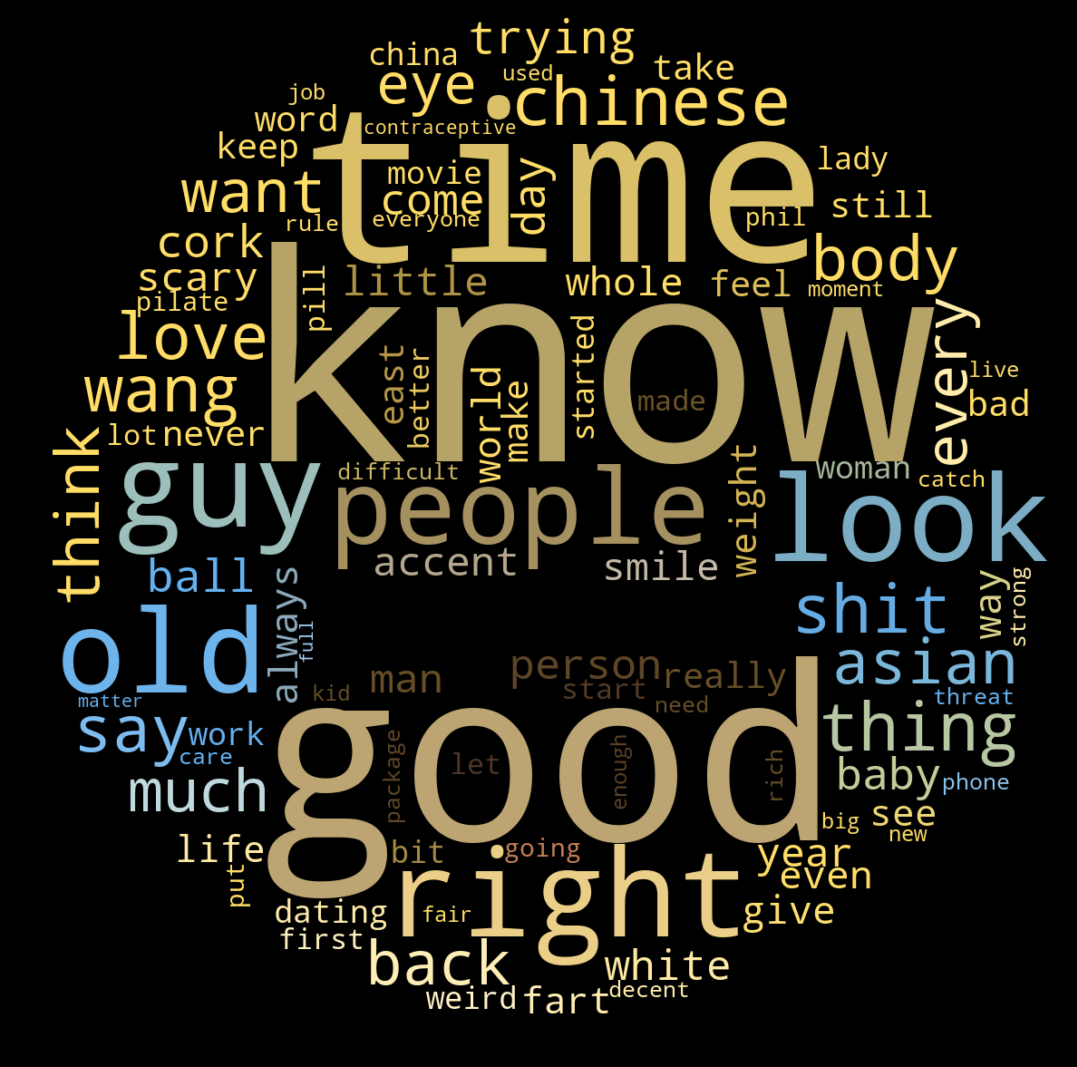 trying
china
used
take
eye
chinese
job
word
contraceptive
time
keep
movie
lady
want
come
day
everyone
phil
still
rule
cork
body
scary
pill
little
whole
feel
moment
pilate
know
love
every
east
better
world
make
started
made
live
wang
bad
lot
never
think
guy
difficult
people
weight
woman
catch
look
accent
smile
ball
always
full
shit
way
strong
old
man
person
really
asian
kid
start
need
threat
matter
say
work
care
good
thing
package
let
enough
rich
baby
phone
much
big
see
new
life
bit
going
year
even
put
right
dating
fair
give
first
back
white
weird
fart
decent